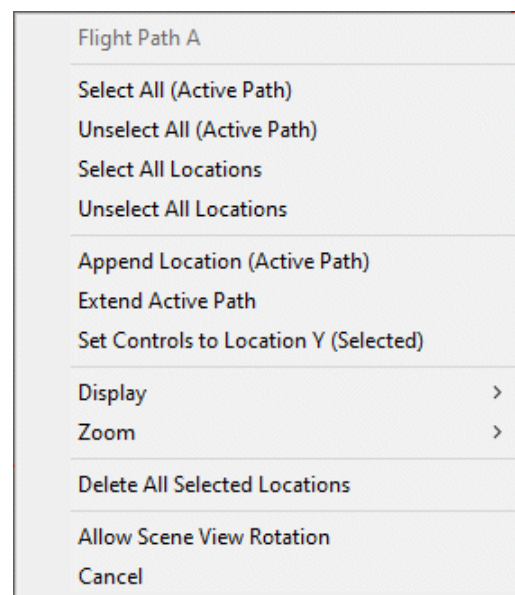 Flight Path A
Select All (Active Path)
Unselect All (Active Path)
Select All Locations
Unselect All Locations
Append Location (Active Path)
Extend Active Path
Set Controls to Location Y (Selected)
Display
Zoom
Delete All Selected Locations
Allow Scene View Rotation
Cancel